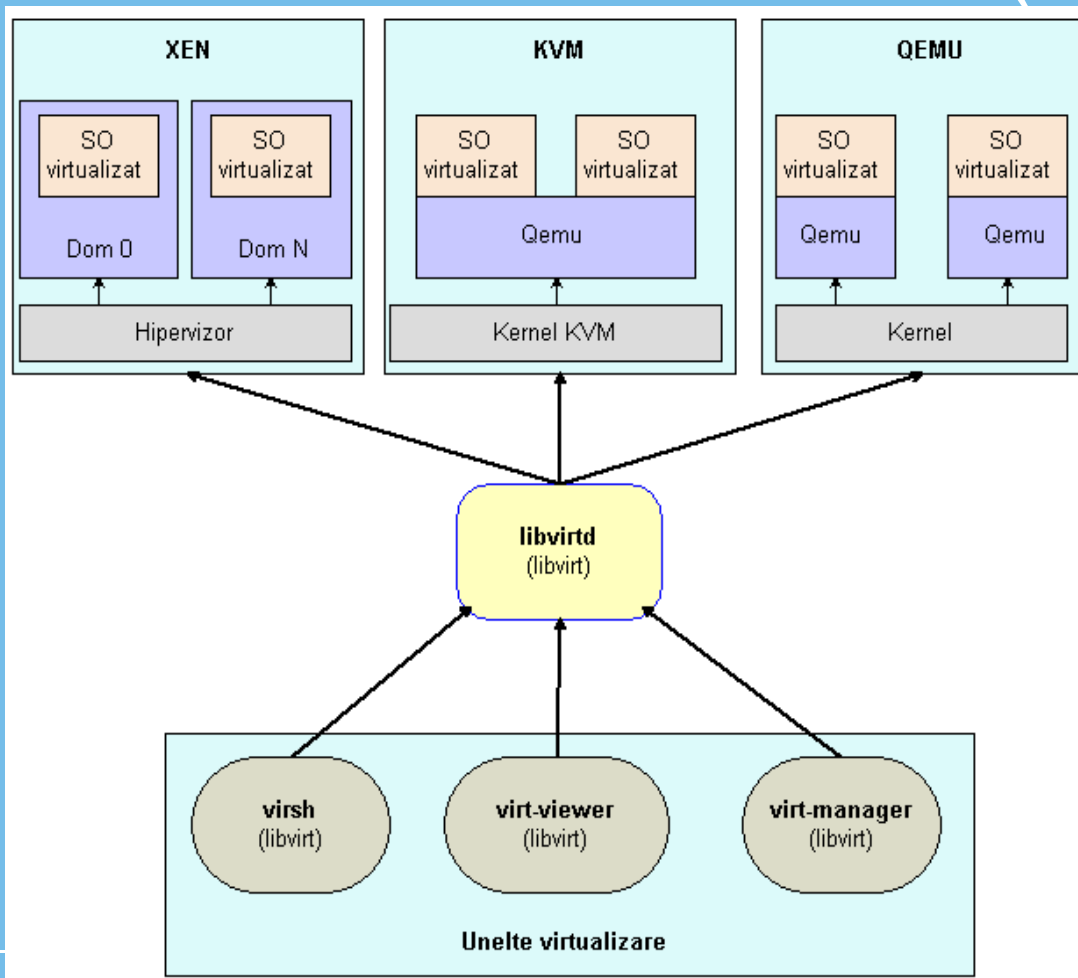 XEN
SO
virtualizat
Dom 0
SO
virtualizat
Dom N
Hipervizor
KVM
SO
virtualizat
SO
virtualizat
Qemu
Kernel KVM
QEMU
SO
virtualizat
Qemu
SO
virtualizat
Qemu
Kernel
libvirtd
(libvirt)
virsh
(libvirt)
virt-viewer
(libvirt)
virt-manager
(libvirt)
Unelte virtualizare